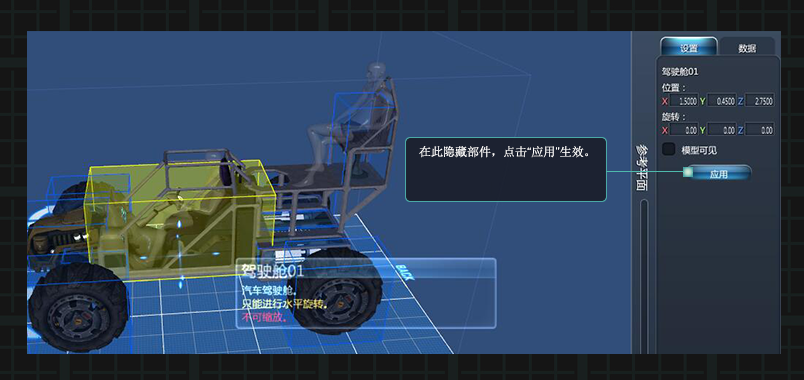 设置 数据
驾驶舱01
位置：
X 1.5000 Y 0.4500 Z 2.7500
旋转：
X 0.00 Y 0.00 Z 0.00
模型可见
应用
在此隐藏部件，点击“应用”生效。
参考平面
BACK
驾驶舱01
汽车驾驶舱。
只能进行水平旋转。
不可缩放。